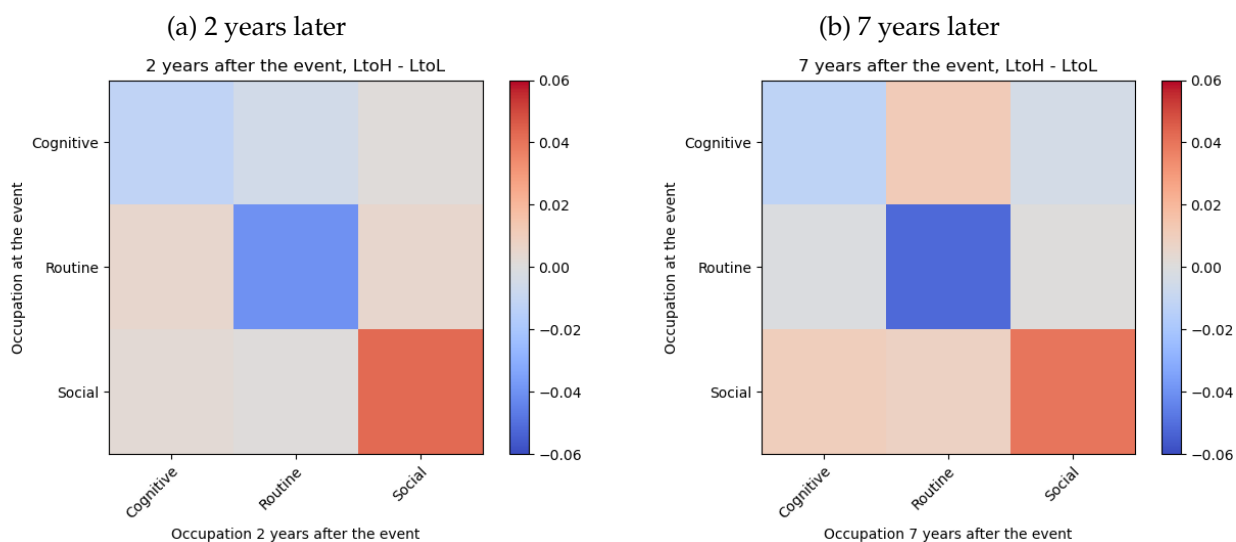 (a) 2 years later
2 years after the event, LtoH - LtoL
Occupation at the event
Cognitive
Routine
Social
Cognitive
Routine
Social
Occupation 2 years after the event
0.06
0.04
0.02
0.00
−0.02
−0.04
−0.06
(b) 7 years later
7 years after the event, LtoH - LtoL
Occupation at the event
Cognitive
Routine
Social
Cognitive
Routine
Social
Occupation 7 years after the event
0.06
0.04
0.02
0.00
−0.02
−0.04
−0.06